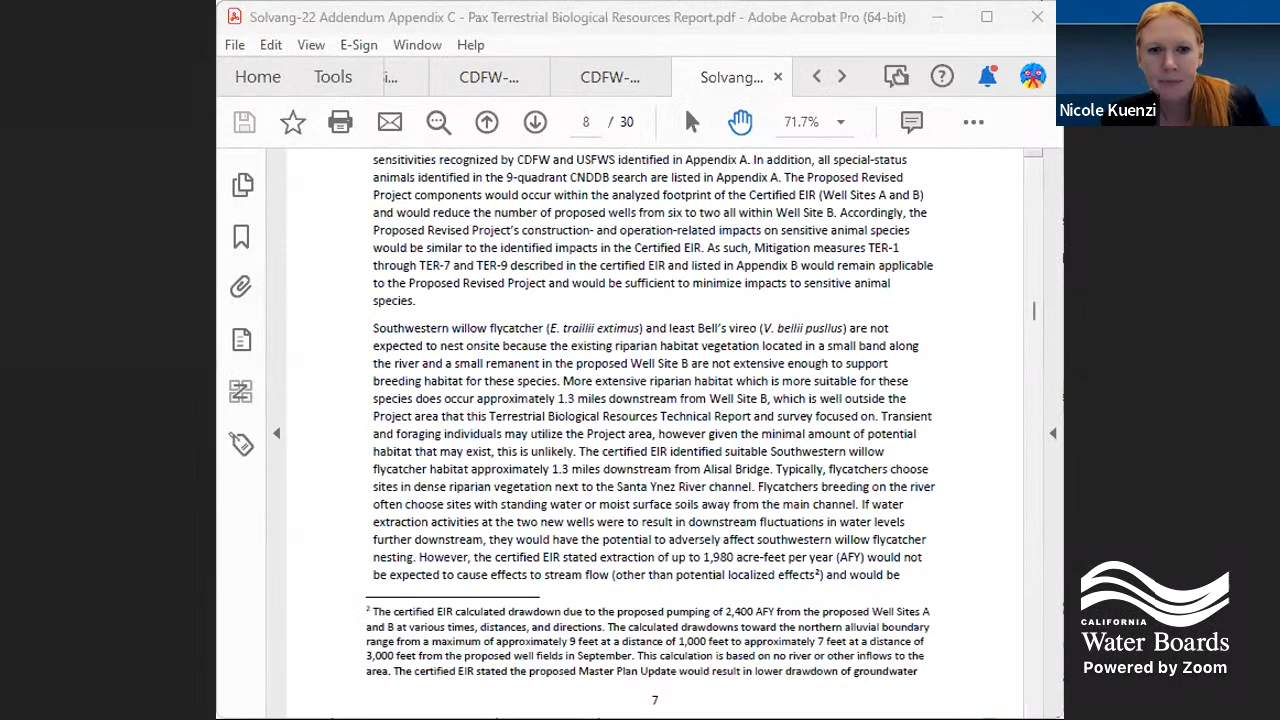 Solvang-22 Addendum Appendix C - Pax Terrestrial Biological Resources Report.pdf - Adobe Acrobat Pro (64-bit)
File Edit View E-Sign Window Help
Home Tools i... CDFW-... CDFW-... Solvang... ×
8 / 30 71.7%
sensitivities recognized by CDFW and USFWS identified in Appendix A. In addition, all special-status
animals identified in the 9-quadrant CNDDB search are listed in Appendix A. The Proposed Revised
Project components would occur within the analyzed footprint of the Certified EIR (Well Sites A and B)
and would reduce the number of proposed wells from six to two all within Well Site B. Accordingly, the
Proposed Revised Project's construction- and operation-related impacts on sensitive animal species
would be similar to the identified impacts in the Certified EIR. As such, Mitigation measures TER-1
through TER-7 and TER-9 described in the certified EIR and listed in Appendix B would remain applicable
to the Proposed Revised Project and would be sufficient to minimize impacts to sensitive animal
species.
Southwestern willow flycatcher (E. traillii extimus) and least Bell's vireo (V. bellii pusllus) are not
expected to nest onsite because the existing riparian habitat vegetation located in a small band along
the river and a small remanent in the proposed Well Site B are not extensive enough to support
breeding habitat for these species. More extensive riparian habitat which is more suitable for these
species does occur approximately 1.3 miles downstream from Well Site B, which is well outside the
Project area that this Terrestrial Biological Resources Technical Report and survey focused on. Transient
and foraging individuals may utilize the Project area, however given the minimal amount of potential
habitat that may exist, this is unlikely. The certified EIR identified suitable Southwestern willow
flycatcher habitat approximately 1.3 miles downstream from Alisal Bridge. Typically, flycatchers choose
sites in dense riparian vegetation next to the Santa Ynez River channel. Flycatchers breeding on the river
often choose sites with standing water or moist surface soils away from the main channel. If water
extraction activities at the two new wells were to result in downstream fluctuations in water levels
further downstream, they would have the potential to adversely affect southwestern willow flycatcher
nesting. However, the certified EIR stated extraction of up to 1,980 acre-feet per year (AFY) would not
be expected to cause effects to stream flow (other than potential localized effects²) and would be
² The certified EIR calculated drawdown due to the proposed pumping of 2,400 AFY from the proposed Well Sites A
and B at various times, distances, and directions. The calculated drawdowns toward the northern alluvial boundary
range from a maximum of approximately 9 feet at a distance of 1,000 feet to approximately 7 feet at a distance of
3,000 feet from the proposed well fields in September. This calculation is based on no river or other inflows to the
area. The certified EIR stated the proposed Master Plan Update would result in lower drawdown of groundwater
7
Nicole Kuenzi
CALIFORNIA
Water Boards
Powered by Zoom